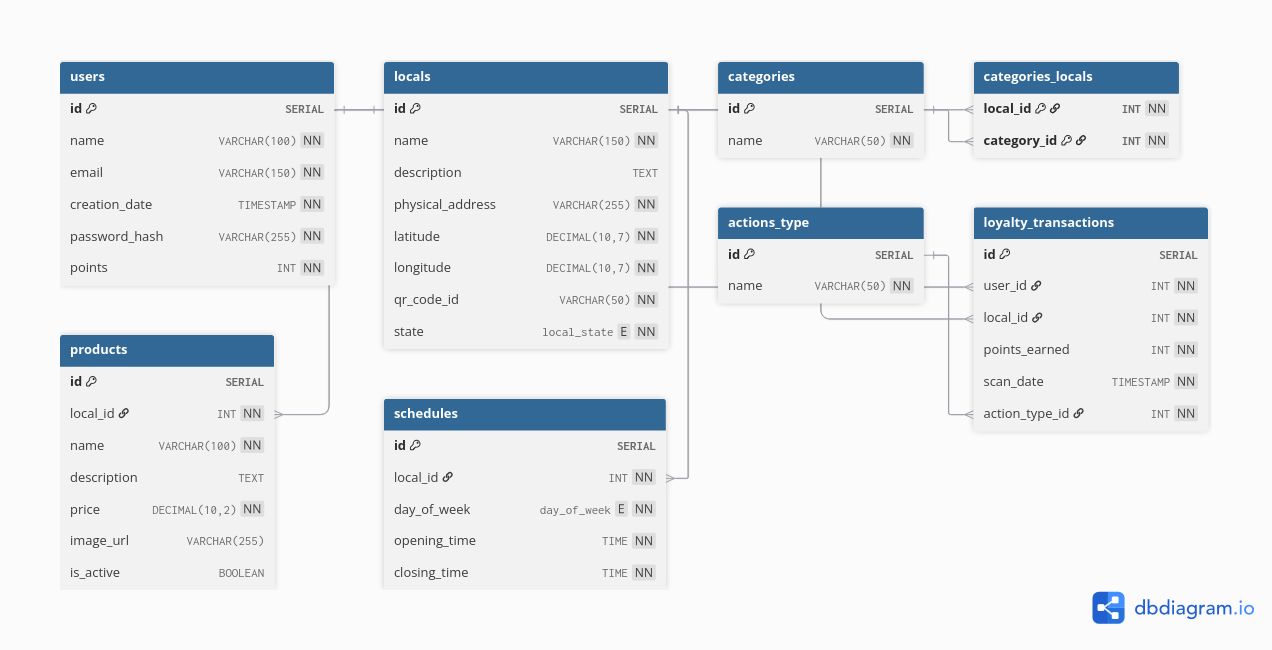 users
id SERIAL
name VARCHAR(100) NN
email VARCHAR(150) NN
creation_date TIMESTAMP NN
password_hash VARCHAR(255) NN
points INT NN
locals
id SERIAL
name VARCHAR(150) NN
description TEXT
physical_address VARCHAR(255) NN
latitude DECIMAL(10,7) NN
longitude DECIMAL(10,7) NN
qr_code_id VARCHAR(50) NN
state local_state E NN
categories
id SERIAL
name VARCHAR(50) NN
categories_locals
local_id INT NN
category_id INT NN
actions_type
id SERIAL
name VARCHAR(50) NN
loyalty_transactions
id SERIAL
user_id INT NN
local_id INT NN
points_earned INT NN
scan_date TIMESTAMP NN
action_type_id INT NN
products
id SERIAL
local_id INT NN
name VARCHAR(100) NN
description TEXT
price DECIMAL(10,2) NN
image_url VARCHAR(255)
is_active BOOLEAN
schedules
id SERIAL
local_id INT NN
day_of_week day_of_week E NN
opening_time TIME NN
closing_time TIME NN
dbdiagram.io